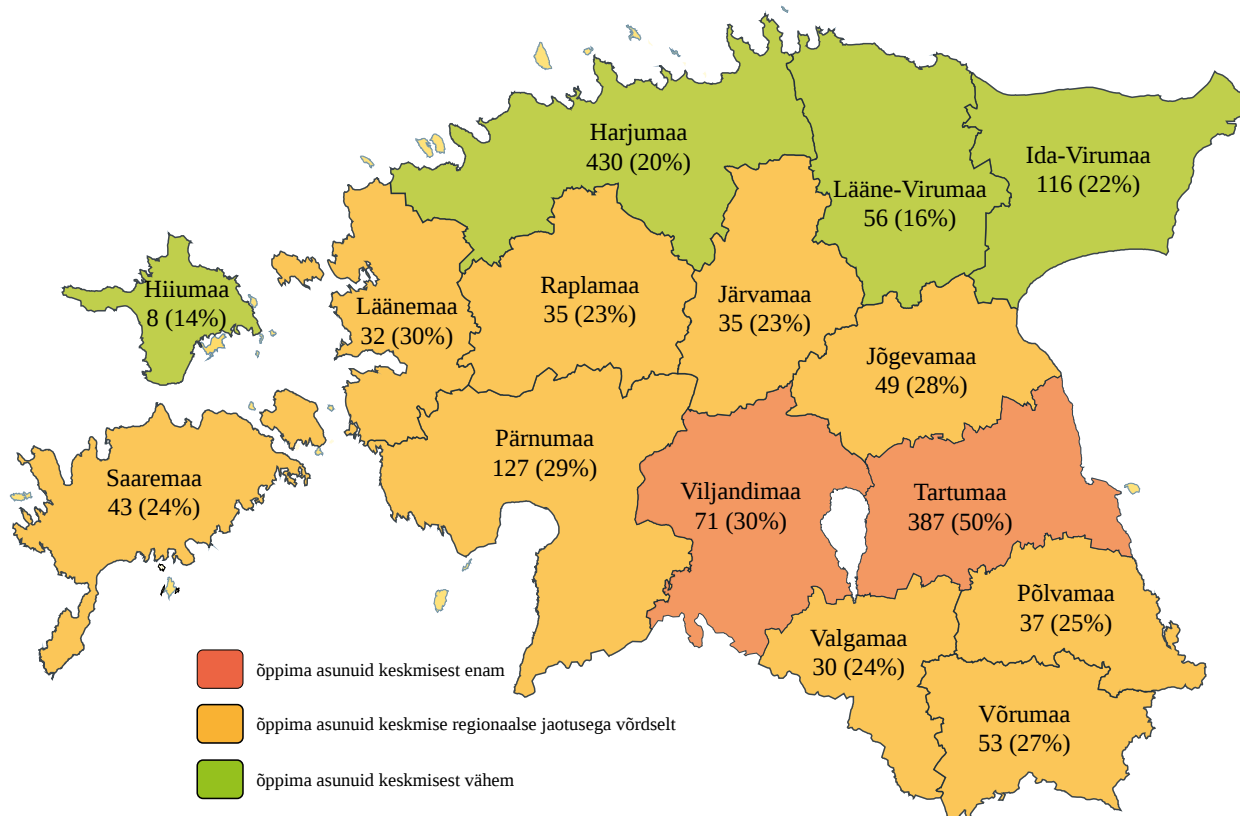 Harjumaa
430 (20%)
Ida-Virumaa
116 (22%)
Lääne-Virumaa
56 (16%)
Hiiumaa
8 (14%)
Läänemaa
32 (30%)
Raplamaa
35 (23%)
Järvamaa
35 (23%)
Jõgevamaa
49 (28%)
Pärnumaa
127 (29%)
Saaremaa
43 (24%)
Viljandimaa
71 (30%)
Tartumaa
387 (50%)
Põlvamaa
37 (25%)
Valgamaa
30 (24%)
Võrumaa
53 (27%)
õppima asunuid keskmisest enam
õppima asunuid keskmise regionaalse jaotusega võrdselt
õppima asunuid keskmisest vähem